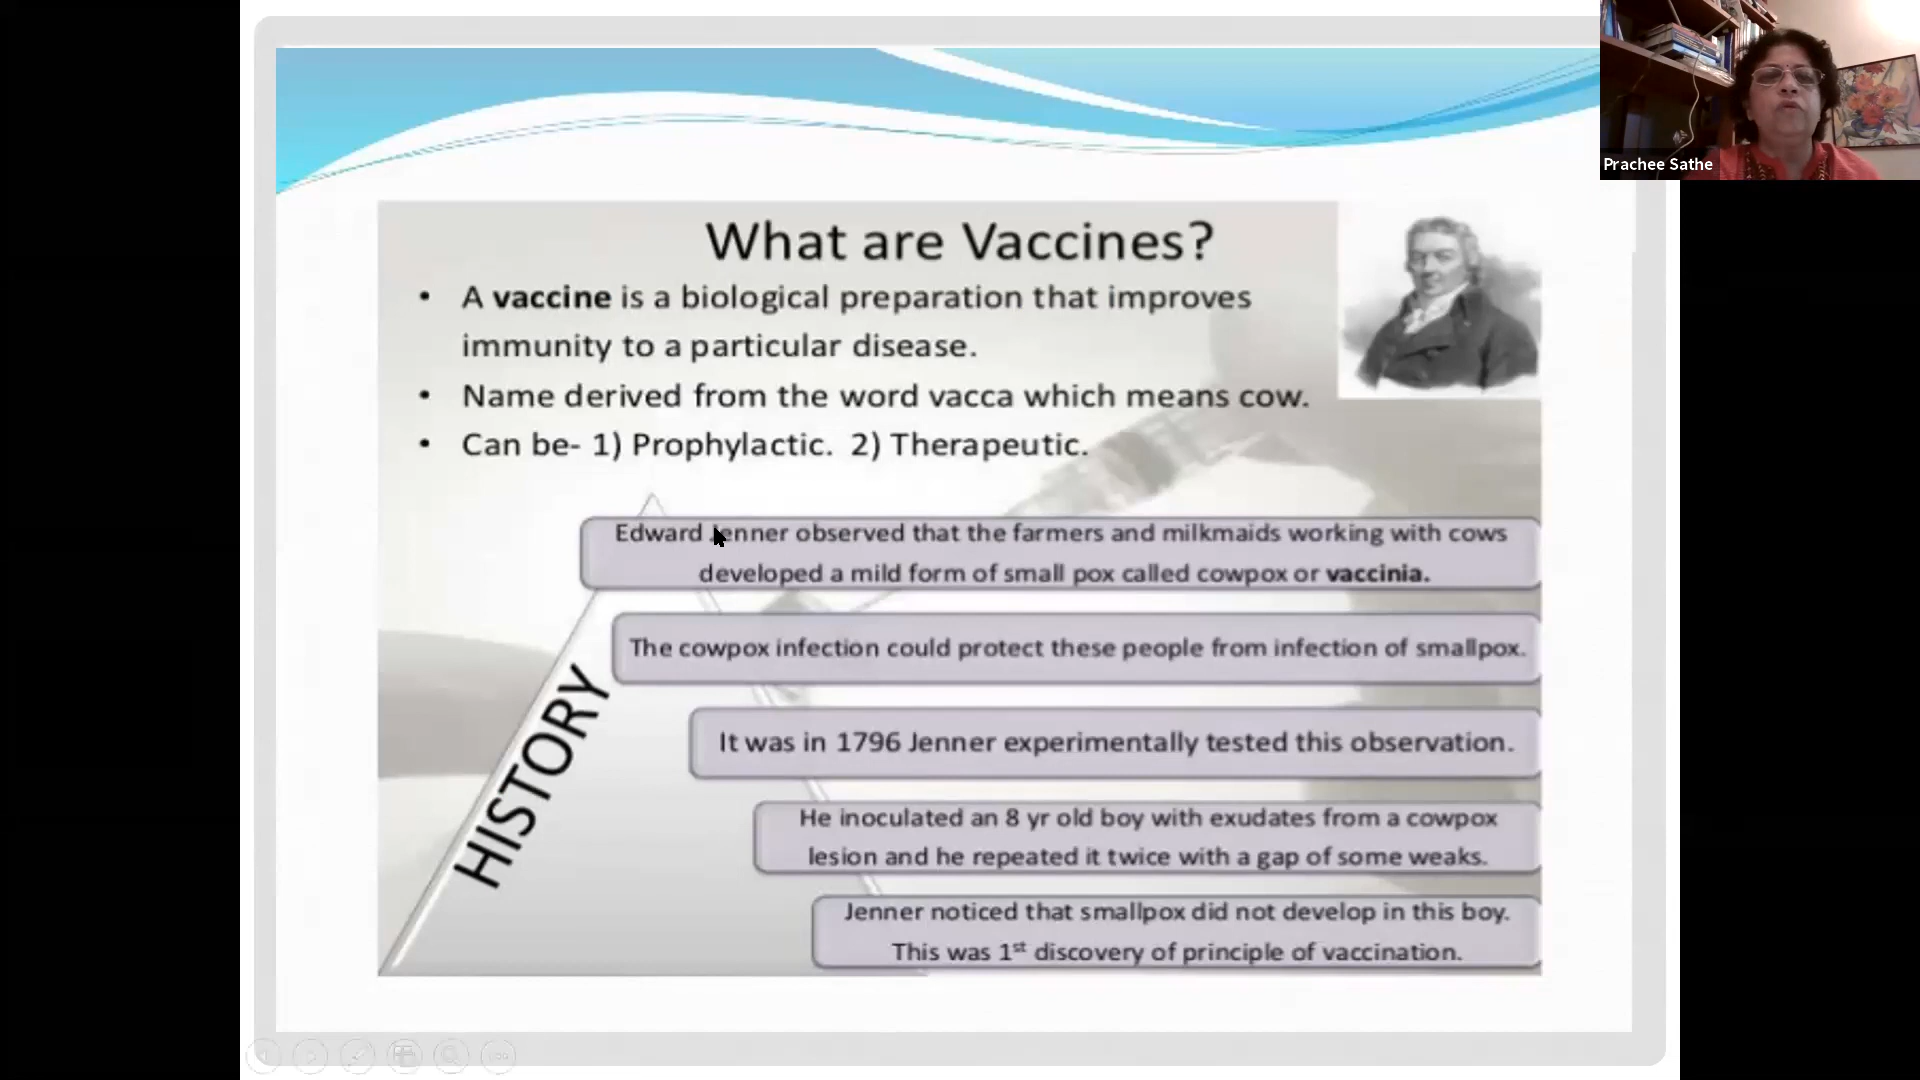 Prachee Sathe
What are Vaccines?
• A vaccine is a biological preparation that improves
immunity to a particular disease.
• Name derived from the word vacca which means cow.
• Can be- 1) Prophylactic. 2) Therapeutic.
Edward Jenner observed that the farmers and milkmaids working with cows
developed a mild form of small pox called cowpox or vaccinia.
The cowpox infection could protect these people from infection of smallpox.
It was in 1796 Jenner experimentally tested this observation.
He inoculated an 8 yr old boy with exudates from a cowpox
lesion and he repeated it twice with a gap of some weaks.
Jenner noticed that smallpox did not develop in this boy.
This was 1st discovery of principle of vaccination.
HISTORY